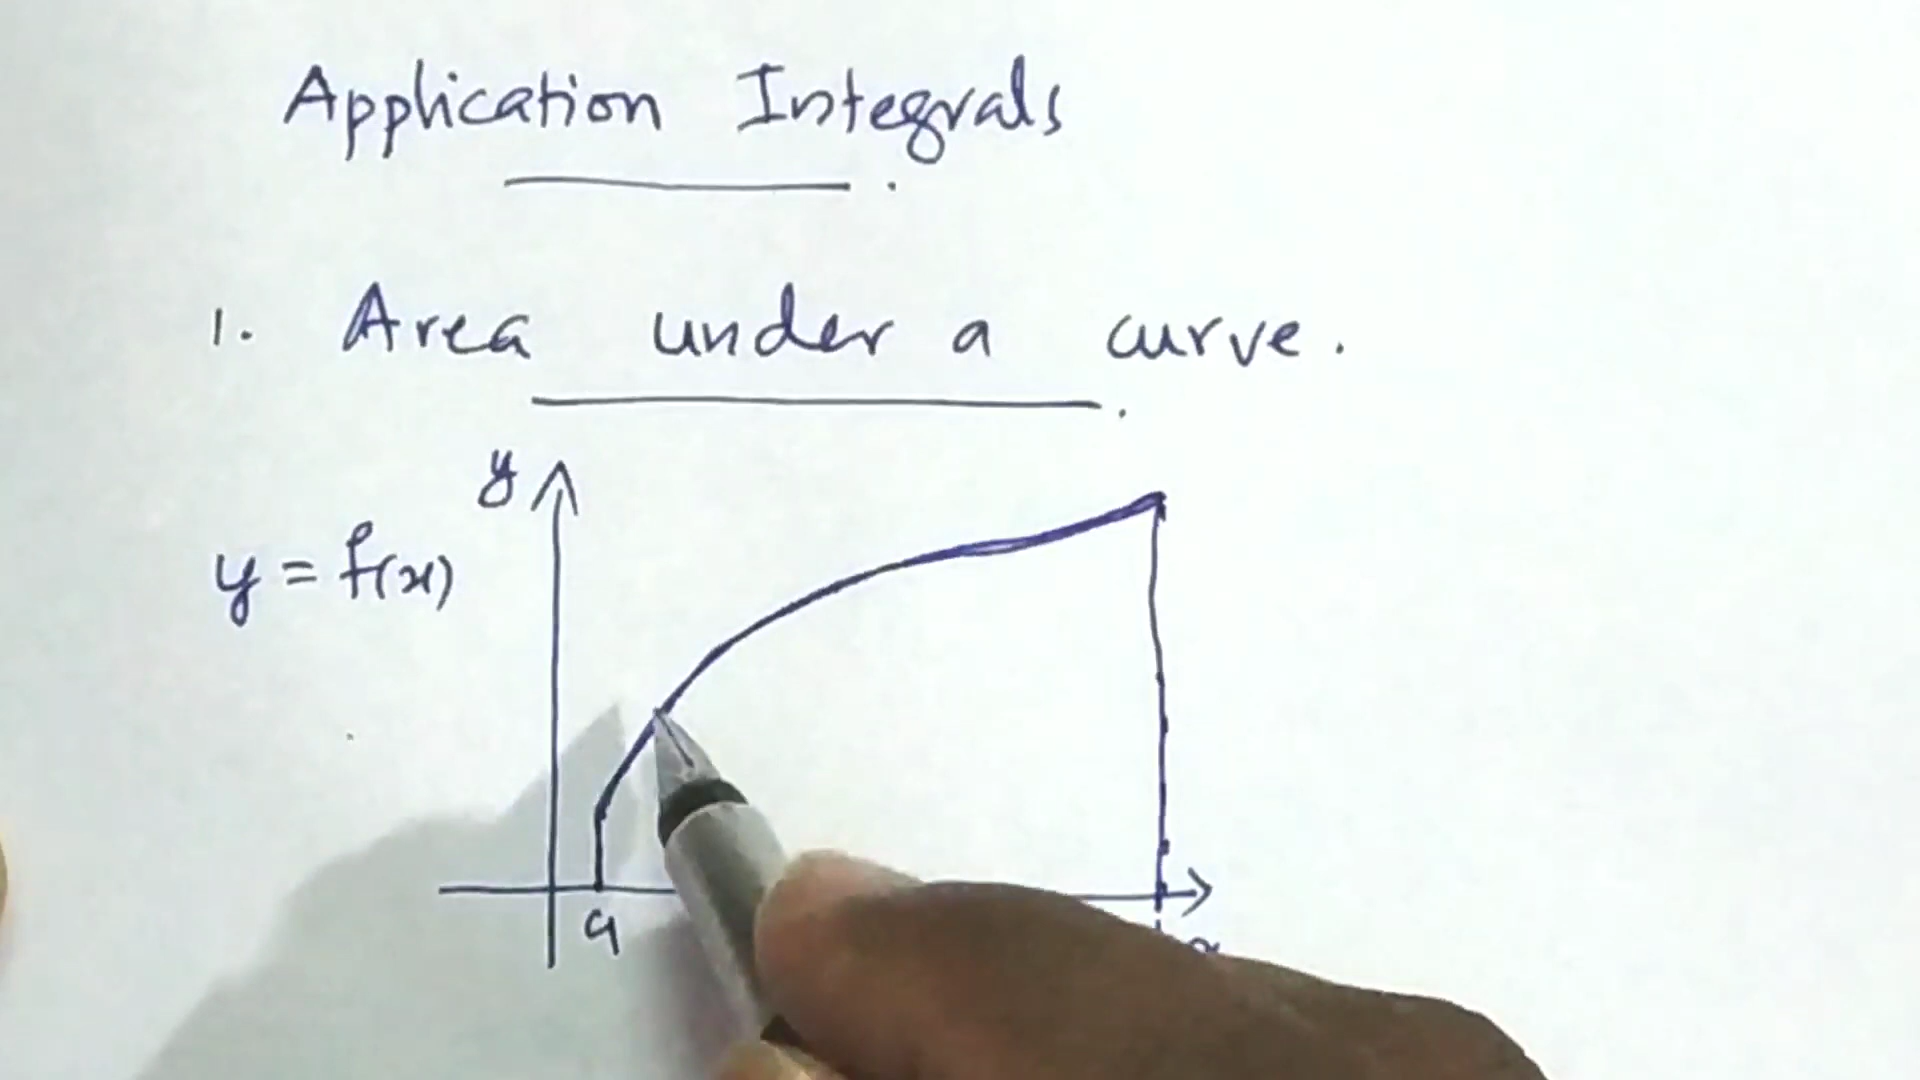 Application Integrals
1. Area under a curve.
y
y = f(x)
a